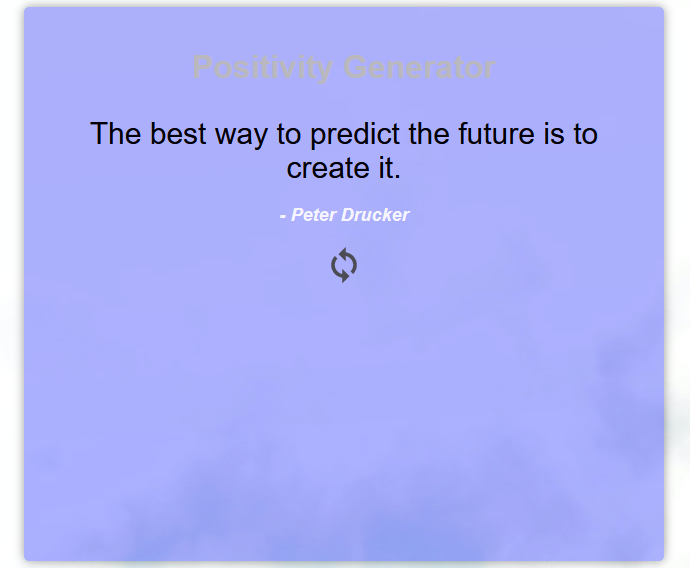 Positivity Generator
The best way to predict the future is to
create it.
- Peter Drucker